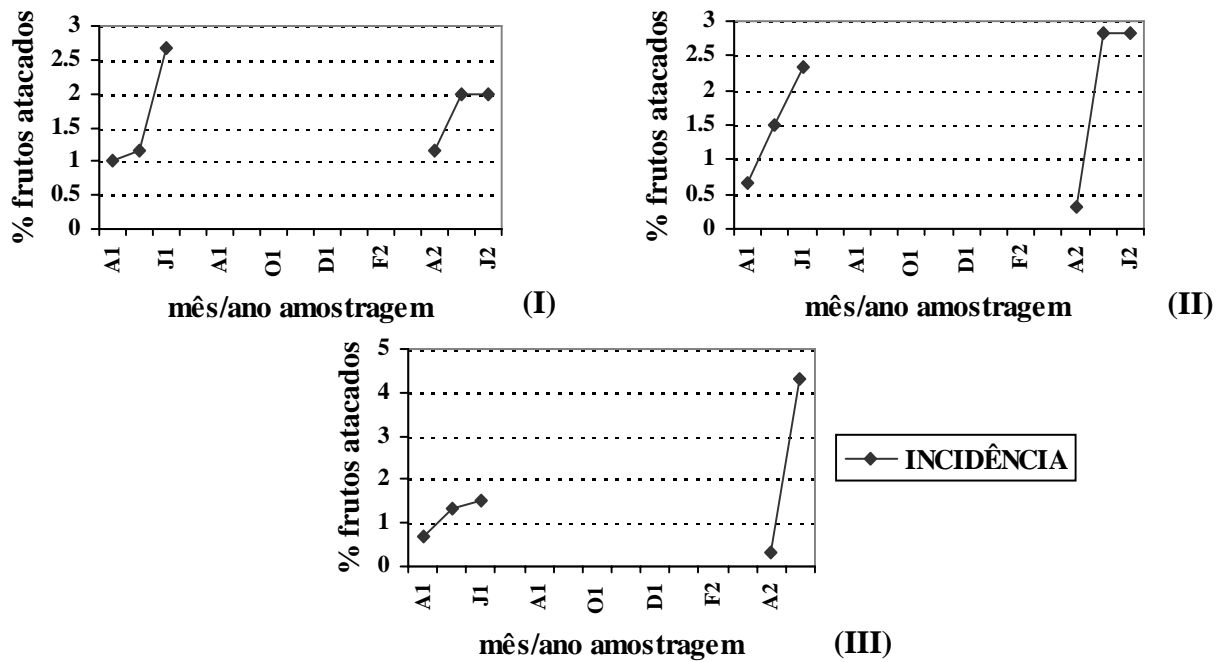 % frutos atacados
3
2.5
2
1.5
1
0.5
0
A1
J1
A1
O1
D1
F2
A2
J2
mês/ano amostragem
(I)
% frutos atacados
3
2.5
2
1.5
1
0.5
0
A1
J1
A1
O1
D1
F2
A2
J2
mês/ano amostragem
(II)
% frutos atacados
5
4
3
2
1
0
A1
J1
A1
O1
D1
F2
A2
mês/ano amostragem
(III)
INCIDÊNCIA